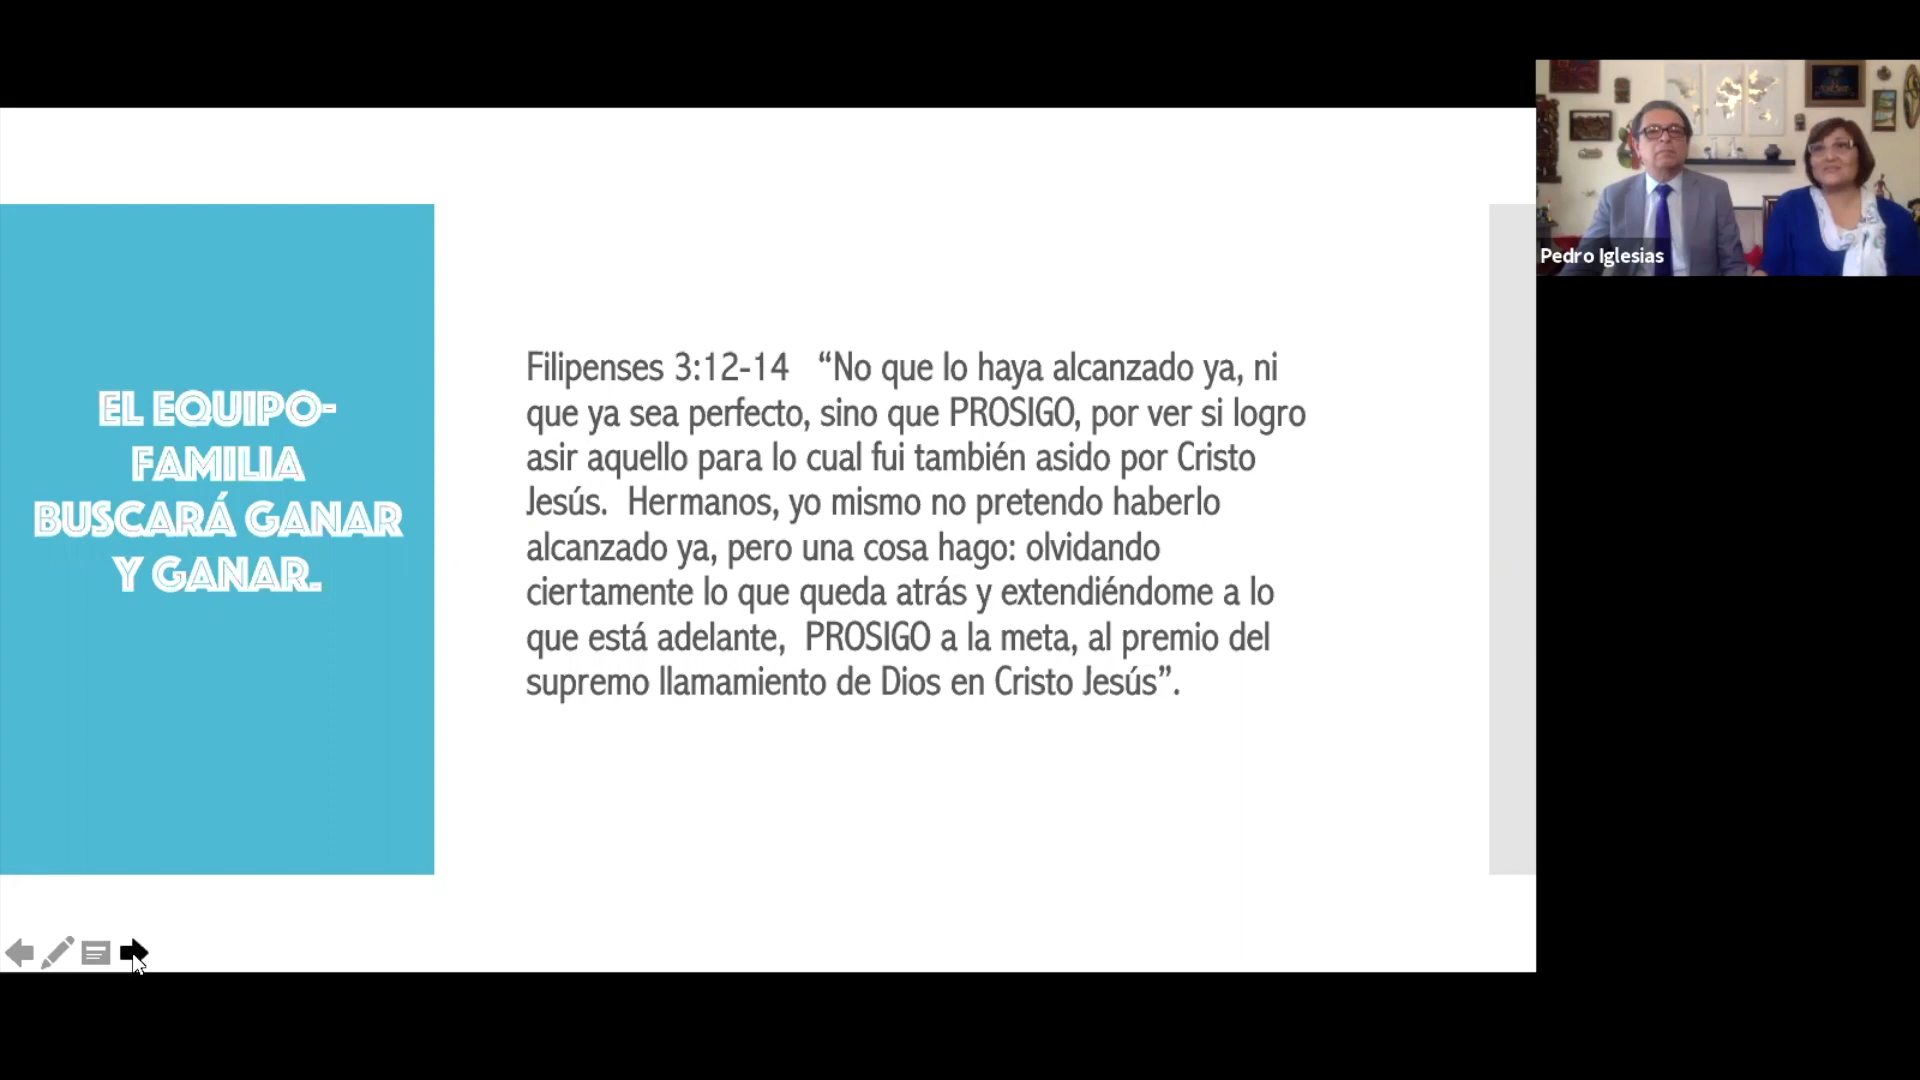 EL EQUIPO-
FAMILIA
BUSCARÁ GANAR
Y GANAR.
Filipenses 3:12-14 “No que lo haya alcanzado ya, ni
que ya sea perfecto, sino que PROSIGO, por ver si logro
asir aquello para lo cual fui también asido por Cristo
Jesús. Hermanos, yo mismo no pretendo haberlo
alcanzado ya, pero una cosa hago: olvidando
ciertamente lo que queda atrás y extendiéndome a lo
que está adelante, PROSIGO a la meta, al premio del
supremo llamamiento de Dios en Cristo Jesús”.
Pedro Iglesias